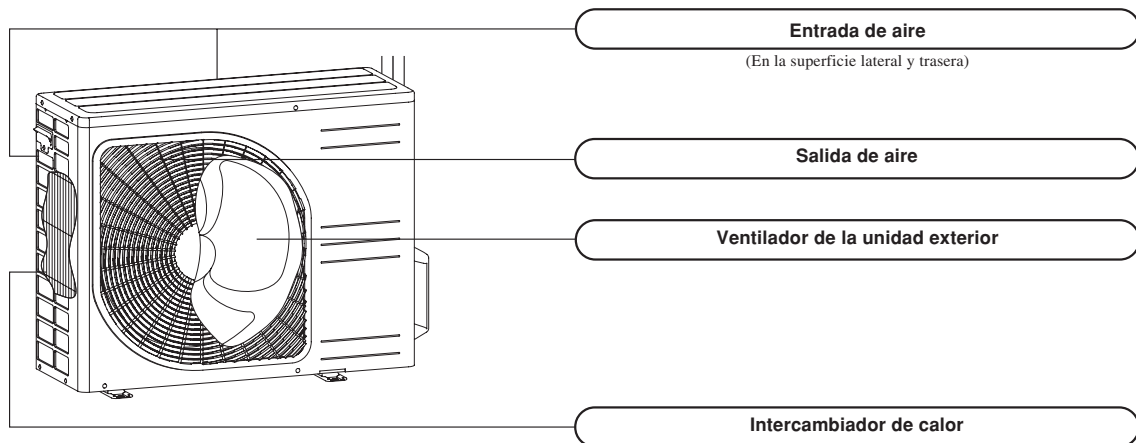 Entrada de aire
(En la superficie lateral y trasera)
Salida de aire
Ventilador de la unidad exterior
Intercambiador de calor